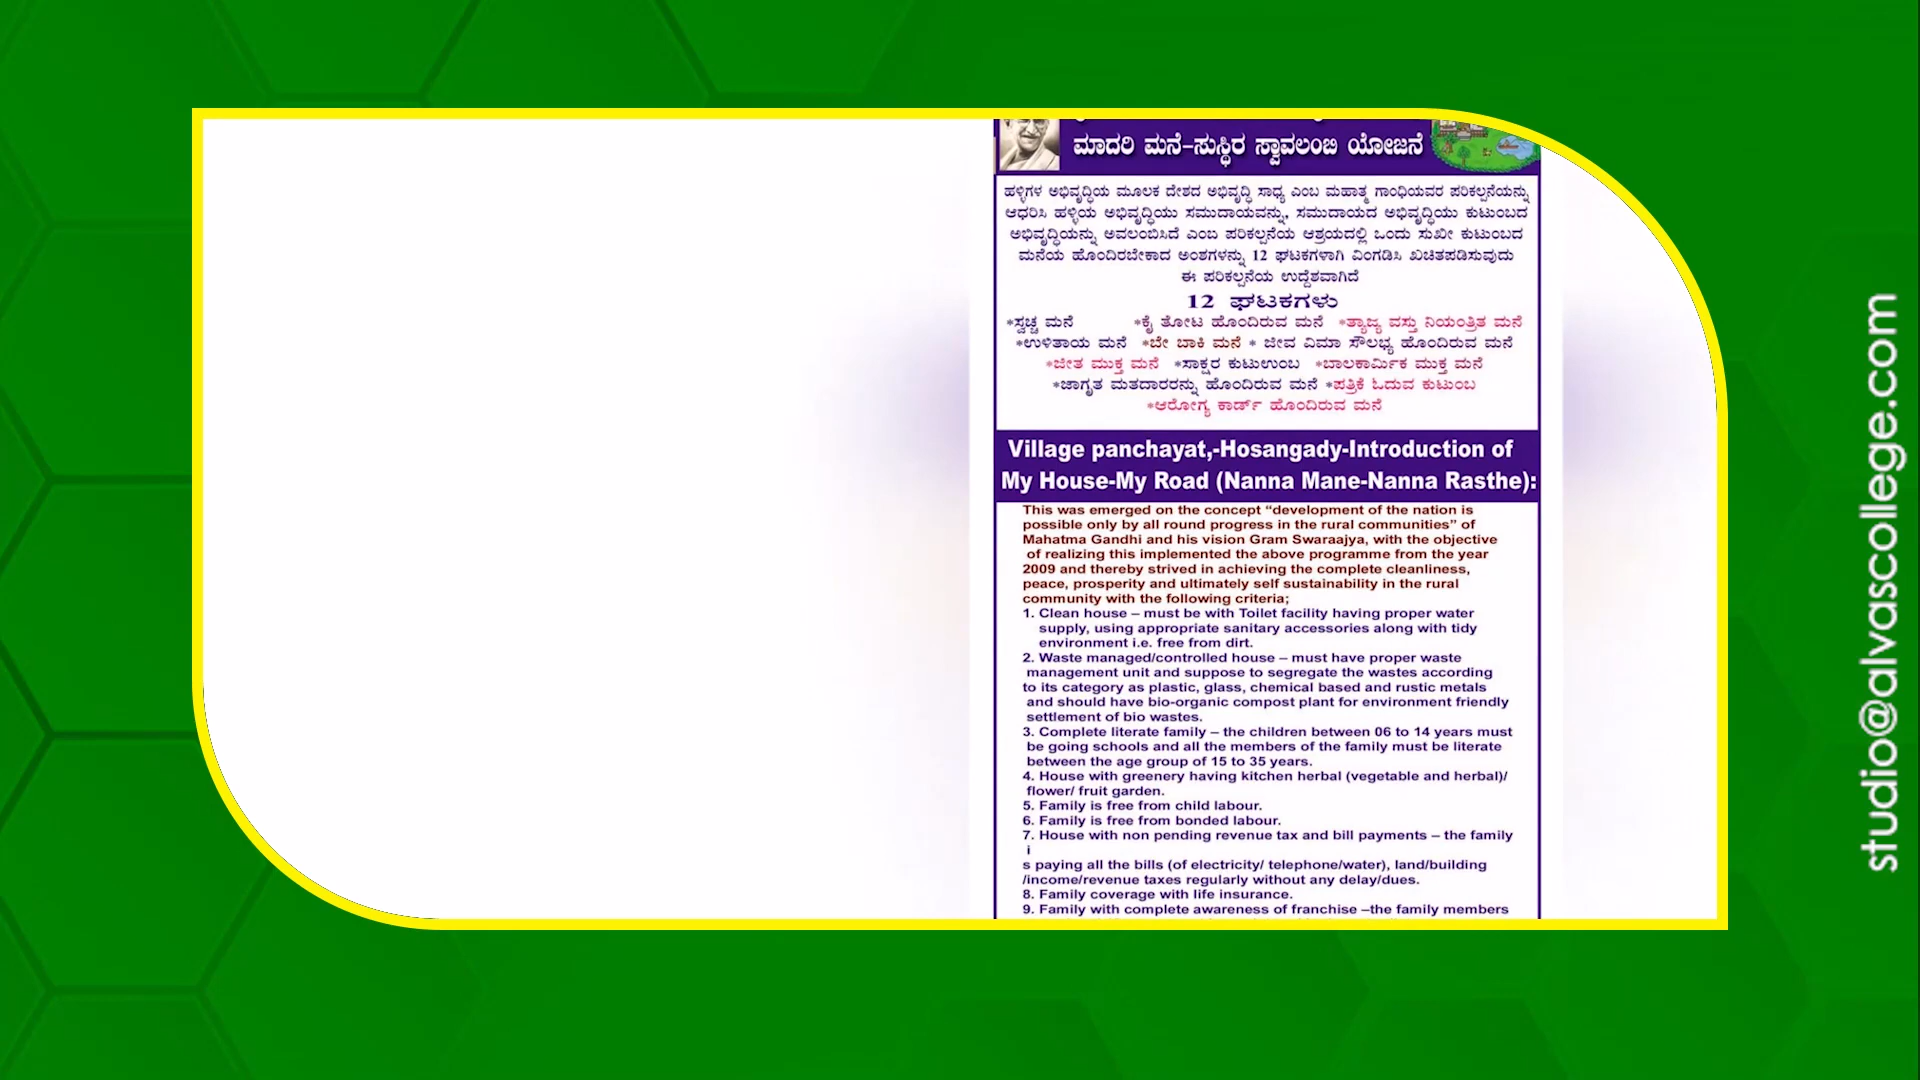 ಮಾದರಿ ಮನೆ-ಸುಸ್ಥಿರ ಸ್ವಾವಲಂಬಿ ಯೋಜನೆ
ಹಳ್ಳಿಗಳ ಅಭಿವೃದ್ಧಿಯ ಮೂಲಕ ದೇಶದ ಅಭಿವೃದ್ಧಿ ಸಾಧ್ಯ ಎಂಬ ಮಹಾತ್ಮ ಗಾಂಧಿಯವರ ಪರಿಕಲ್ಪನೆಯನ್ನು
ಆಧರಿಸಿ ಹಳ್ಳಿಯ ಅಭಿವೃದ್ಧಿಯು ಸಮುದಾಯವನ್ನು, ಸಮುದಾಯದ ಅಭಿವೃದ್ಧಿಯು ಕುಟುಂಬದ
ಅಭಿವೃದ್ಧಿಯನ್ನು ಅವಲಂಬಿಸಿದೆ ಎಂಬ ಪರಿಕಲ್ಪನೆಯ ಆಶ್ರಯದಲ್ಲಿ ಒಂದು ಸುಖೀ ಕುಟುಂಬದ
ಮನೆಯ ಹೊಂದಿರಬೇಕಾದ ಅಂಶಗಳನ್ನು 12 ಘಟಕಗಳಾಗಿ ವಿಂಗಡಿಸಿ ಖಚಿತಪಡಿಸುವುದು
ಈ ಪರಿಕಲ್ಪನೆಯ ಉದ್ದೆಶವಾಗಿದೆ
12 ಘಟಕಗಳು
*ಸ್ವಚ್ಚ ಮನೆ *ಕೈ ತೋಟ ಹೊಂದಿರುವ ಮನೆ *ತ್ಯಾಜ್ಯ ವಸ್ತು ನಿಯಂತ್ರಿತ ಮನೆ
*ಉಳಿತಾಯ ಮನೆ *ಬೇ ಬಾಕಿ ಮನೆ * ಜೀವ ವಿಮಾ ಸೌಲಭ್ಯ ಹೊಂದಿರುವ ಮನೆ
*ಜೀತ ಮುಕ್ತ ಮನೆ *ಸಾಕ್ಷರ ಕುಟುಉಂಬ *ಬಾಲಕಾರ್ಮಿಕ ಮುಕ್ತ ಮನೆ
*ಜಾಗೃತ ಮತದಾರರನ್ನು ಹೊಂದಿರುವ ಮನೆ *ಪತ್ರಿಕೆ ಓದುವ ಕುಟುಂಬ
*ಆರೋಗ್ಯ ಕಾರ್ಡ್ ಹೊಂದಿರುವ ಮನೆ
Village panchayat,-Hosangady-Introduction of
My House-My Road (Nanna Mane-Nanna Rasthe):
This was emerged on the concept “development of the nation is
possible only by all round progress in the rural communities” of
Mahatma Gandhi and his vision Gram Swaraajya, with the objective
of realizing this implemented the above programme from the year
2009 and thereby strived in achieving the complete cleanliness,
peace, prosperity and ultimately self sustainability in the rural
community with the following criteria;
1. Clean house – must be with Toilet facility having proper water
supply, using appropriate sanitary accessories along with tidy
environment i.e. free from dirt.
2. Waste managed/controlled house – must have proper waste
management unit and suppose to segregate the wastes according
to its category as plastic, glass, chemical based and rustic metals
and should have bio-organic compost plant for environment friendly
settlement of bio wastes.
3. Complete literate family – the children between 06 to 14 years must
be going schools and all the members of the family must be literate
between the age group of 15 to 35 years.
4. House with greenery having kitchen herbal (vegetable and herbal)/
flower/ fruit garden.
5. Family is free from child labour.
6. Family is free from bonded labour.
7. House with non pending revenue tax and bill payments – the family
i
s paying all the bills (of electricity/ telephone/water), land/building
/income/revenue taxes regularly without any delay/dues.
8. Family coverage with life insurance.
9. Family with complete awareness of franchise –the family members
studio@alvascollege.com